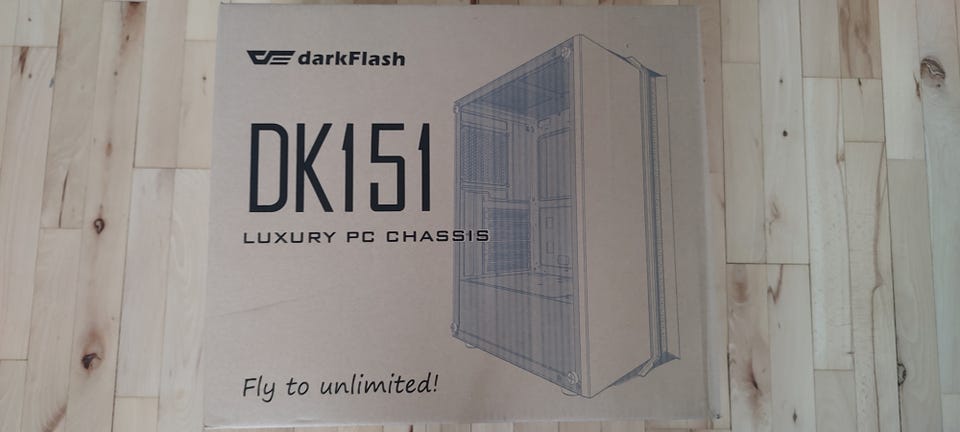 darkFlash
DK151
LUXURY PC CHASSIS
Fly to unlimited!